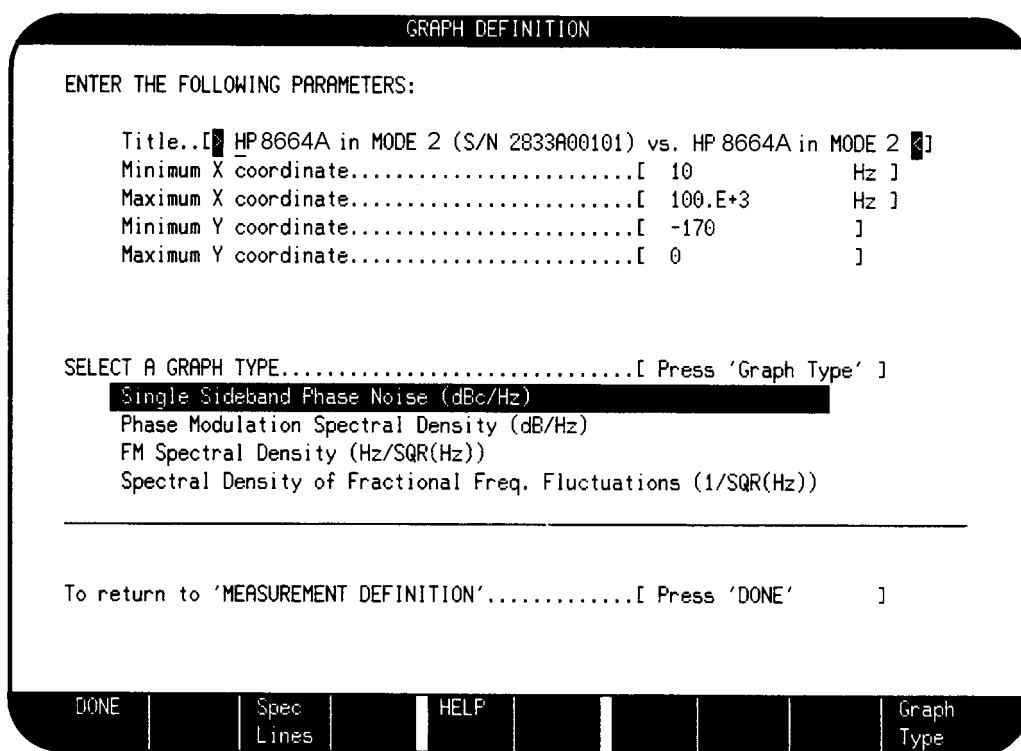 GRAPH DEFINITION
ENTER THE FOLLOWING PARAMETERS:
Title..[> HP8664A in MODE 2 (S/N 2833A00101) vs. HP 8664A in MODE 2 <]
Minimum X coordinate.........................[ 10 Hz ]
Maximum X coordinate.........................[ 100.E+3 Hz ]
Minimum Y coordinate.........................[ -170 ]
Maximum Y coordinate.........................[ 0 ]
SELECT A GRAPH TYPE...............................[ Press 'Graph Type' ]
Single Sideband Phase Noise (dBc/Hz)
Phase Modulation Spectral Density (dB/Hz)
FM Spectral Density (Hz/SQR(Hz))
Spectral Density of Fractional Freq. Fluctuations (1/SQR(Hz))
To return to 'MEASUREMENT DEFINITION'.............[ Press 'DONE' ]
DONE Spec Lines HELP Graph Type